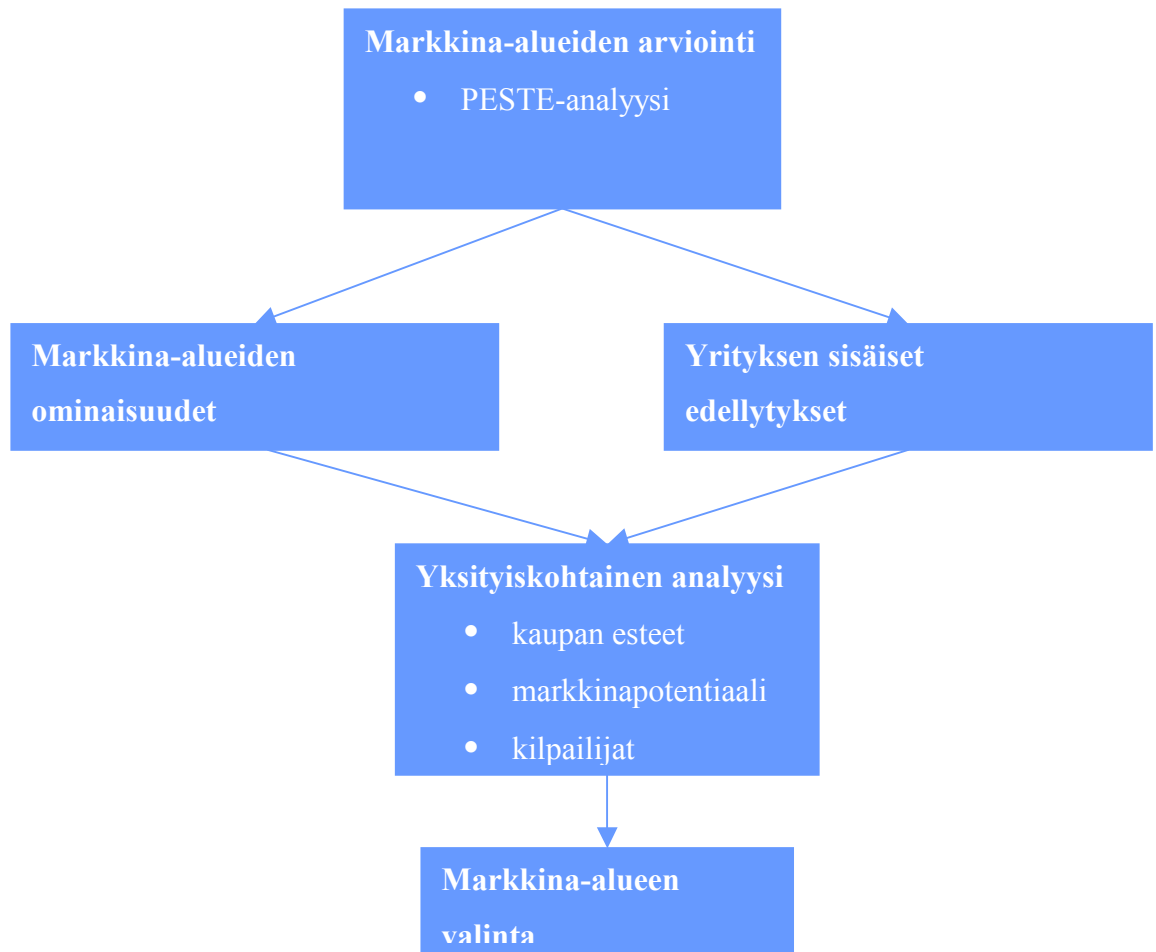 Markkina-alueiden arviointi
• PESTE-analyysi
Markkina-alueiden
ominaisuudet
Yrityksen sisäiset
edellytykset
Yksityiskohtainen analyysi
• kaupan esteet
• markkinapotentiaali
• kilpailijat
Markkina-alueen
valinta